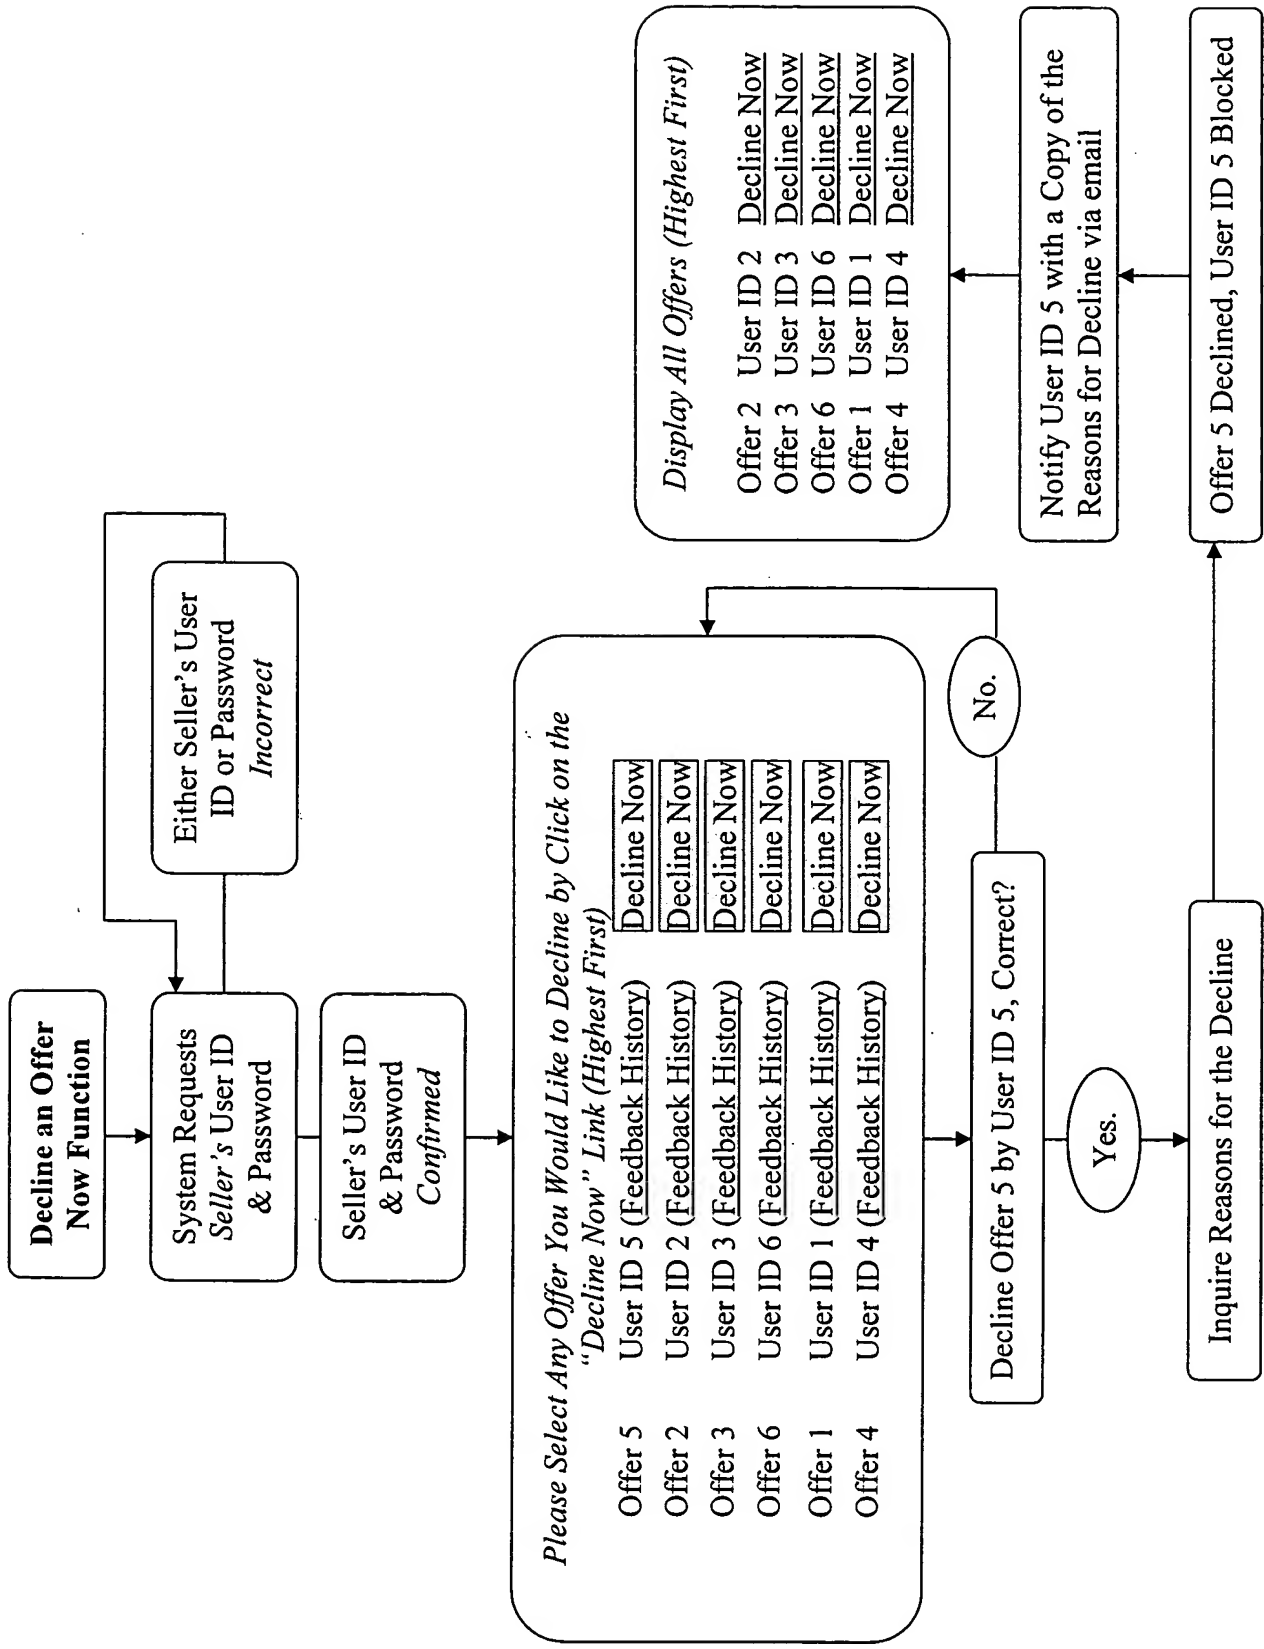 Decline an Offer
Now Function
System Requests
Seller's User ID
& Password
Either Seller's User
ID or Password
Incorrect
Seller's User ID
& Password
Confirmed
Please Select Any Offer You Would Like to Decline by Click on the
"Decline Now" Link (Highest First)
Offer 5 User ID 5 (Feedback History) Decline Now
Offer 2 User ID 2 (Feedback History) Decline Now
Offer 3 User ID 3 (Feedback History) Decline Now
Offer 6 User ID 6 (Feedback History) Decline Now
Offer 1 User ID 1 (Feedback History) Decline Now
Offer 4 User ID 4 (Feedback History) Decline Now
Decline Offer 5 by User ID 5, Correct?
No.
Yes.
Inquire Reasons for the Decline
Offer 5 Declined, User ID 5 Blocked
Notify User ID 5 with a Copy of the
Reasons for Decline via email
Display All Offers (Highest First)
Offer 2 User ID 2 Decline Now
Offer 3 User ID 3 Decline Now
Offer 6 User ID 6 Decline Now
Offer 1 User ID 1 Decline Now
Offer 4 User ID 4 Decline Now